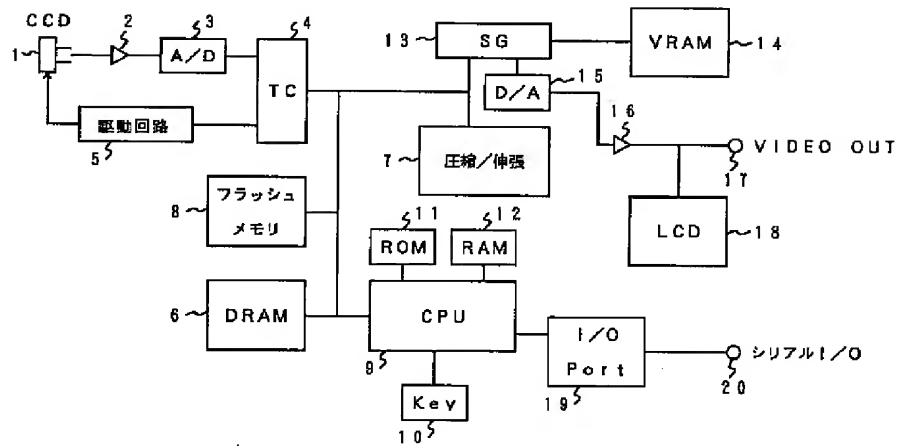 CCD
1
2
3
A/D
4
TC
駆動回路
5
13
SG
VRAM
14
15
D/A
16
VIDEO OUT
17
7
圧縮/伸張
LCD
18
8
フラッシュ
メモリ
11
ROM
12
RAM
6
DRAM
CPU
9
I/O
Port
19
シリアルI/O
20
Key
10